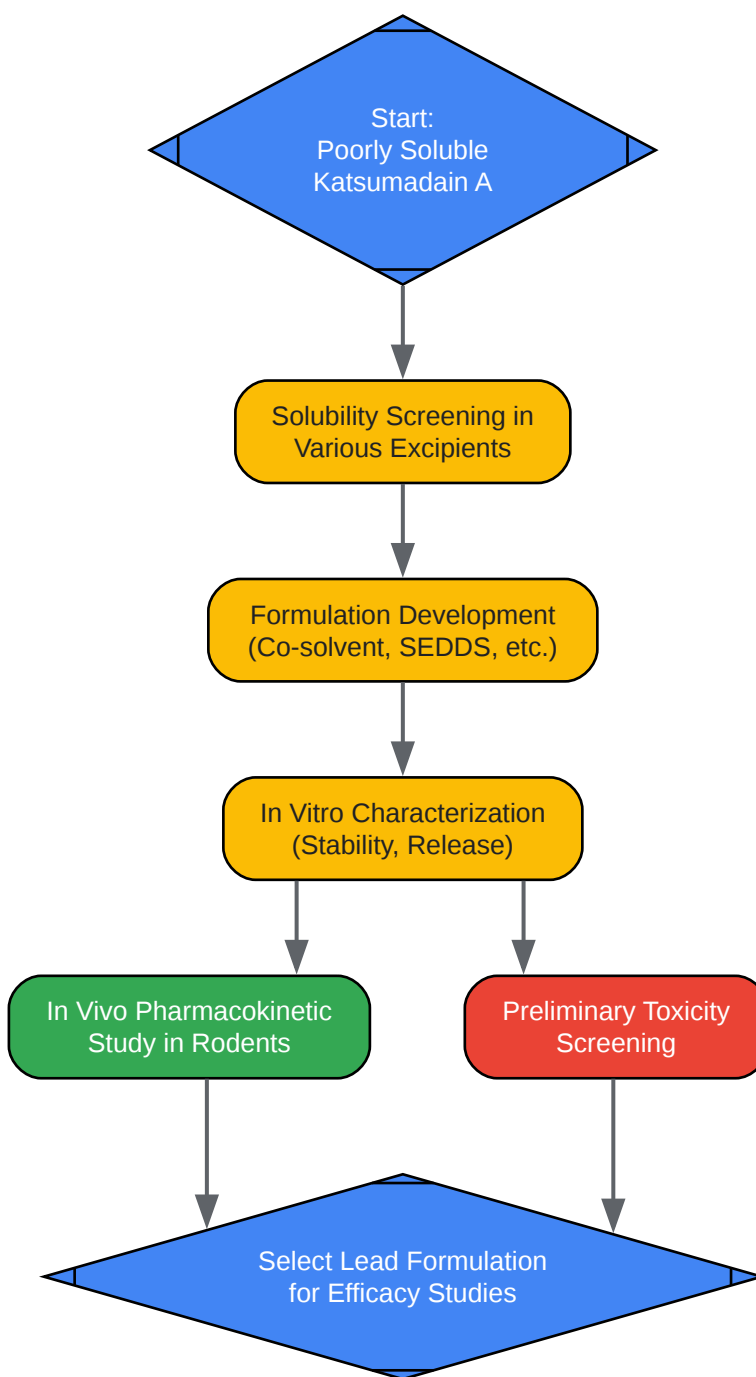 Start:
Poorly Soluble
Katsumadain A
Solubility Screening in
Various Excipients
Formulation Development
(Co-solvent, SEDDS, etc.)
In Vitro Characterization
(Stability, Release)
In Vivo Pharmacokinetic
Study in Rodents
Preliminary Toxicity
Screening
Select Lead Formulation
for Efficacy Studies